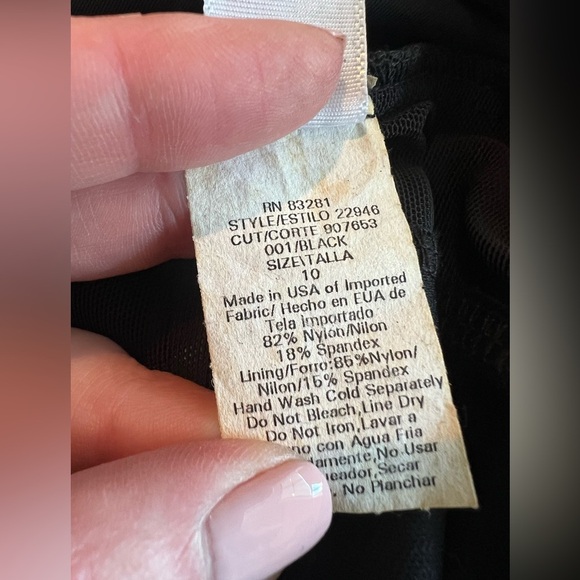 RN 83281
STYLE/ESTILO 22946
CUT/CORTE 907653
001/BLACK
SIZE\TALLA
10
Made in USA of Imported
Fabric/ Hecho en EUA de
Tela importado
82% Nylon/Nilon
18% Spandex
Lining/Forro:85%Nylon/
Nilon/15% Spandex
Hand Wash Cold Separately
Do Not Bleach,Line Dry
Do Not Iron,Lavar a
no con Agua Fria
damente,No Usar
reador,Secar
. No Planchar